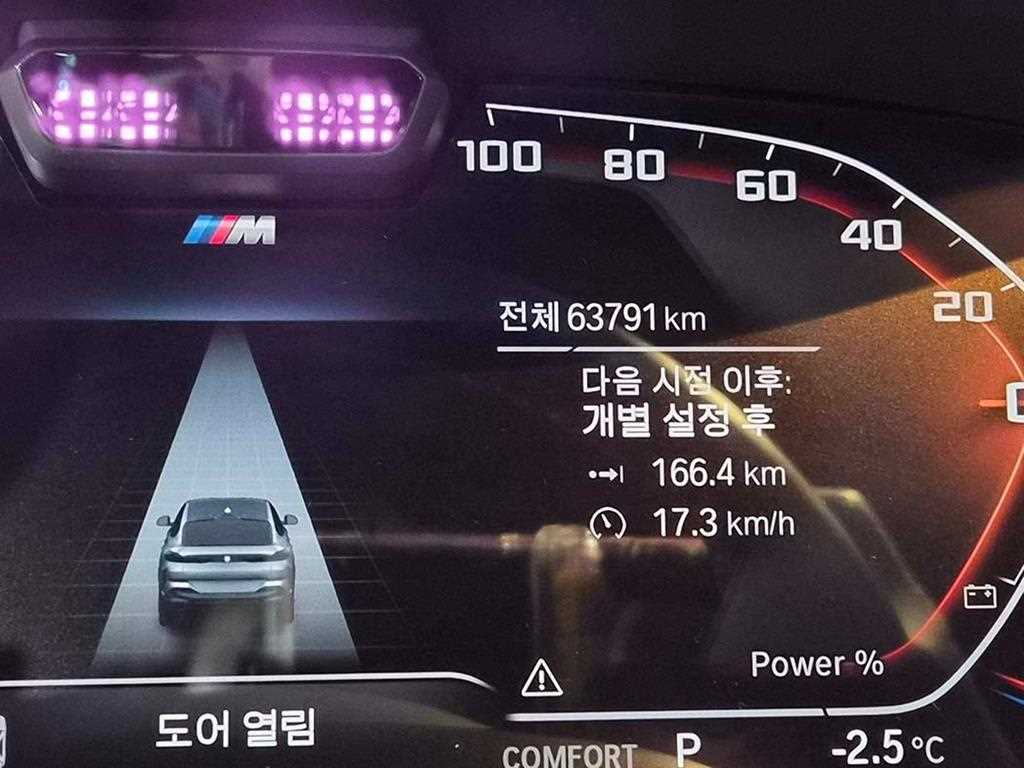 100
80
60
40
20
M
전체 63791 km
다음 시점 이후:
개별 설정 후
166.4 km
17.3 km/h
Power %
도어 열림
COMFORT P -2.5 °C